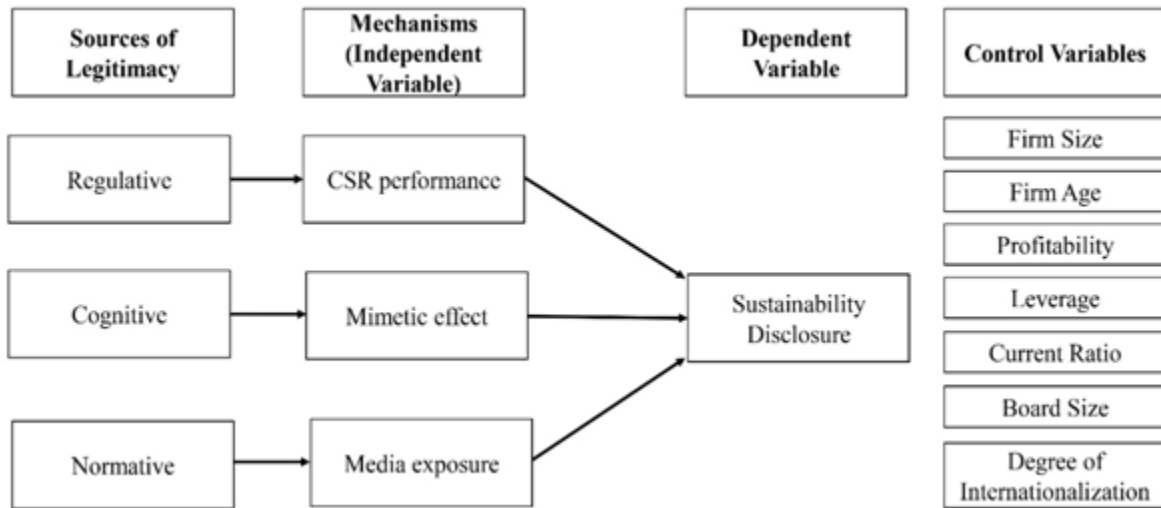 Sources of
Legitimacy
Mechanisms
(Independent
Variable)
Dependent
Variable
Control Variables
Regulative
CSR performance
Cognitive
Mimetic effect
Normative
Media exposure
Sustainability
Disclosure
Firm Size
Firm Age
Profitability
Leverage
Current Ratio
Board Size
Degree of
Internationalization